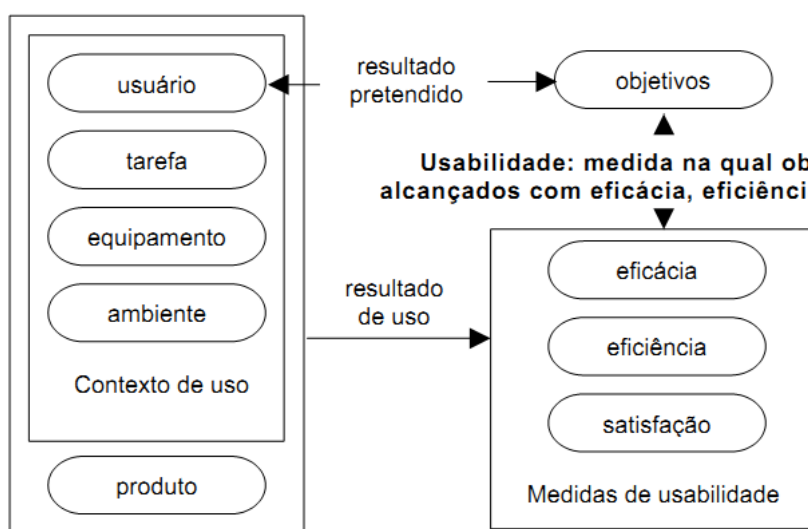 usuário
tarefa
equipamento
ambiente
Contexto de uso
produto
resultado
pretendido
objetivos
Usabilidade: medida na qual
alcançados com eficácia,
resultado
de uso
eficácia
eficiência
satisfação
Medidas de usabilidade